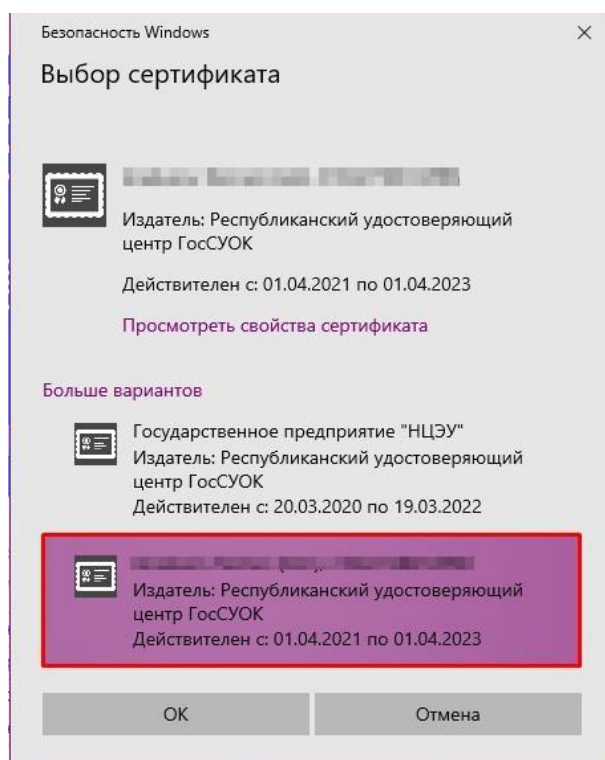 Безопасность Windows
Выбор сертификата
Издатель: Республиканский удостоверяющий
центр ГосСУОК
Действителен с: 01.04.2021 по 01.04.2023
Просмотреть свойства сертификата
Больше вариантов
Государственное предприятие "НЦЭУ"
Издатель: Республиканский удостоверяющий
центр ГосСУОК
Действителен с: 20.03.2020 по 19.03.2022
Издатель: Республиканский удостоверяющий
центр ГосСУОК
Действителен с: 01.04.2021 по 01.04.2023
ОК
Отмена